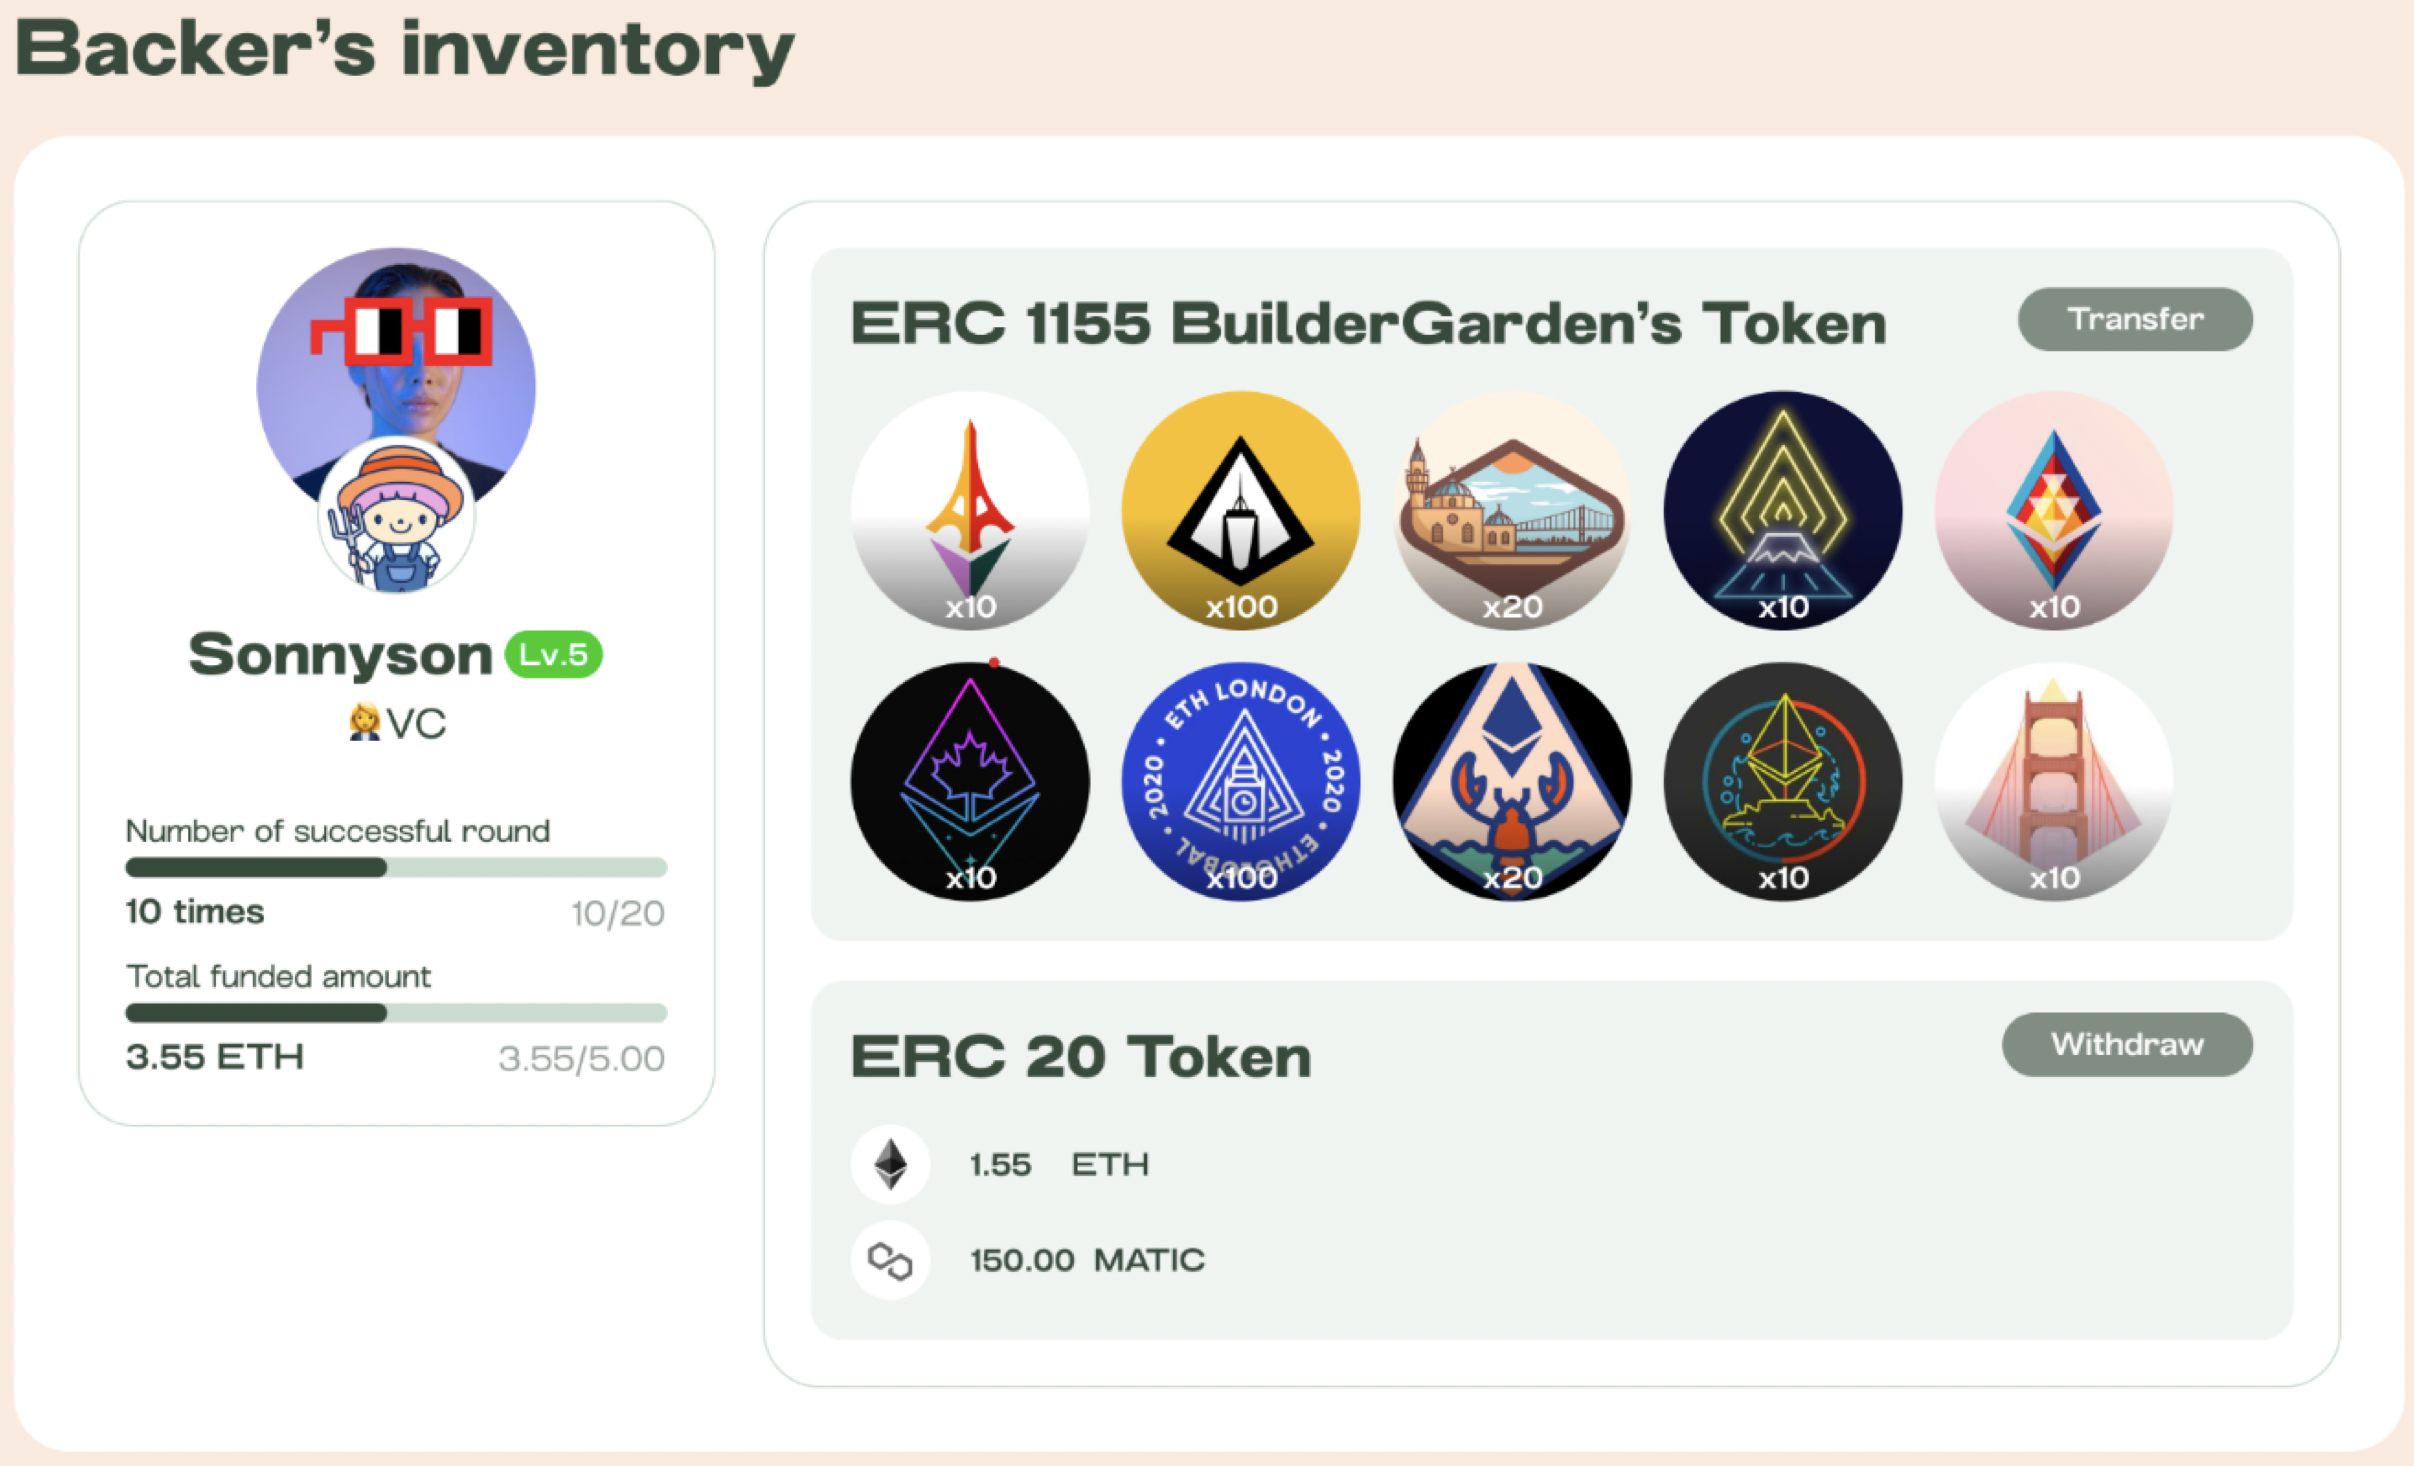 Backer’s inventory
Sonnyson Lv.5
VC
Number of successful round
10 times 10/20
Total funded amount
3.55 ETH 3.55/5.00
ERC 1155 BuilderGarden’s Token Transfer
x10 x100 x20 x10 x10
ETH LONDON • 2020 • ETHGLOBAL • 2020 •
x10 x100 x20 x10 x10
ERC 20 Token Withdraw
1.55 ETH
150.00 MATIC